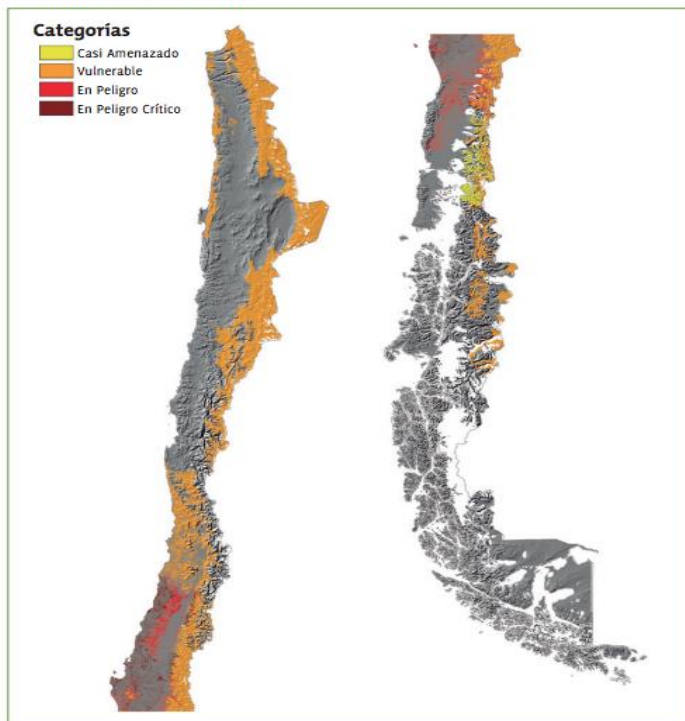 Categorías
Casi Amenazado
Vulnerable
En Peligro
En Peligro Crítico